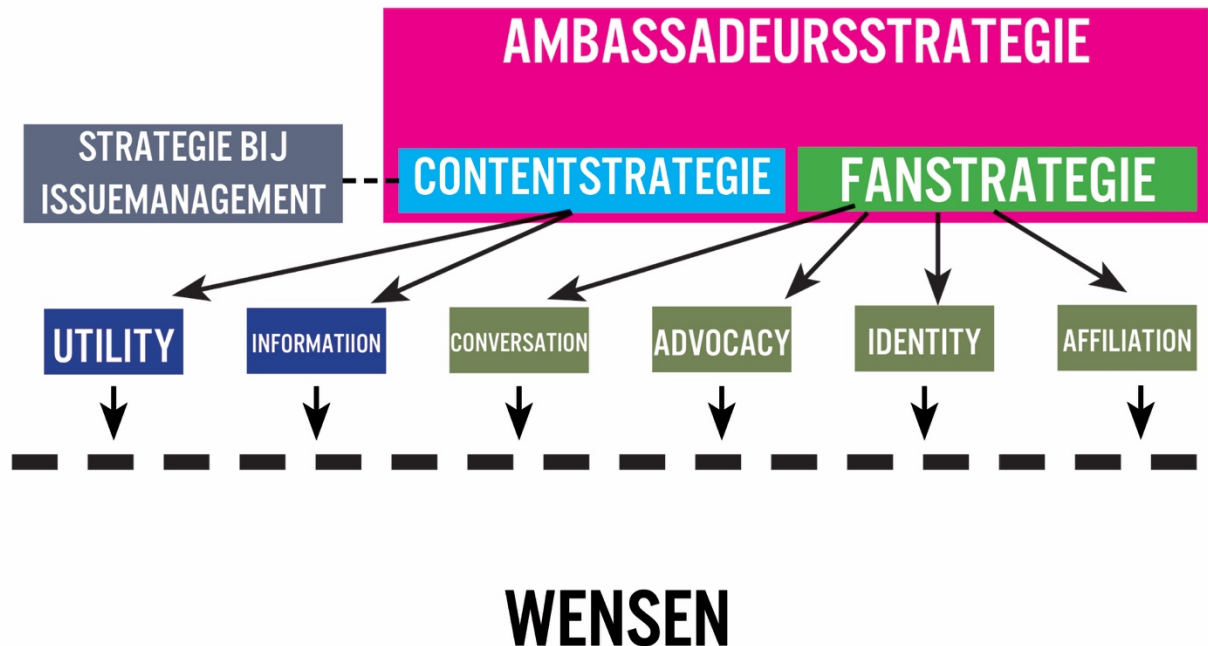 AMBASSADEURSSTRATEGIE
STRATEGIE BIJ
ISSUEMANAGEMENT
CONTENTSTRATEGIE
FANSTRATEGIE
UTILITY
INFORMATIION
CONVERSATION
ADVOCACY
IDENTITY
AFFILIATION
WENSEN